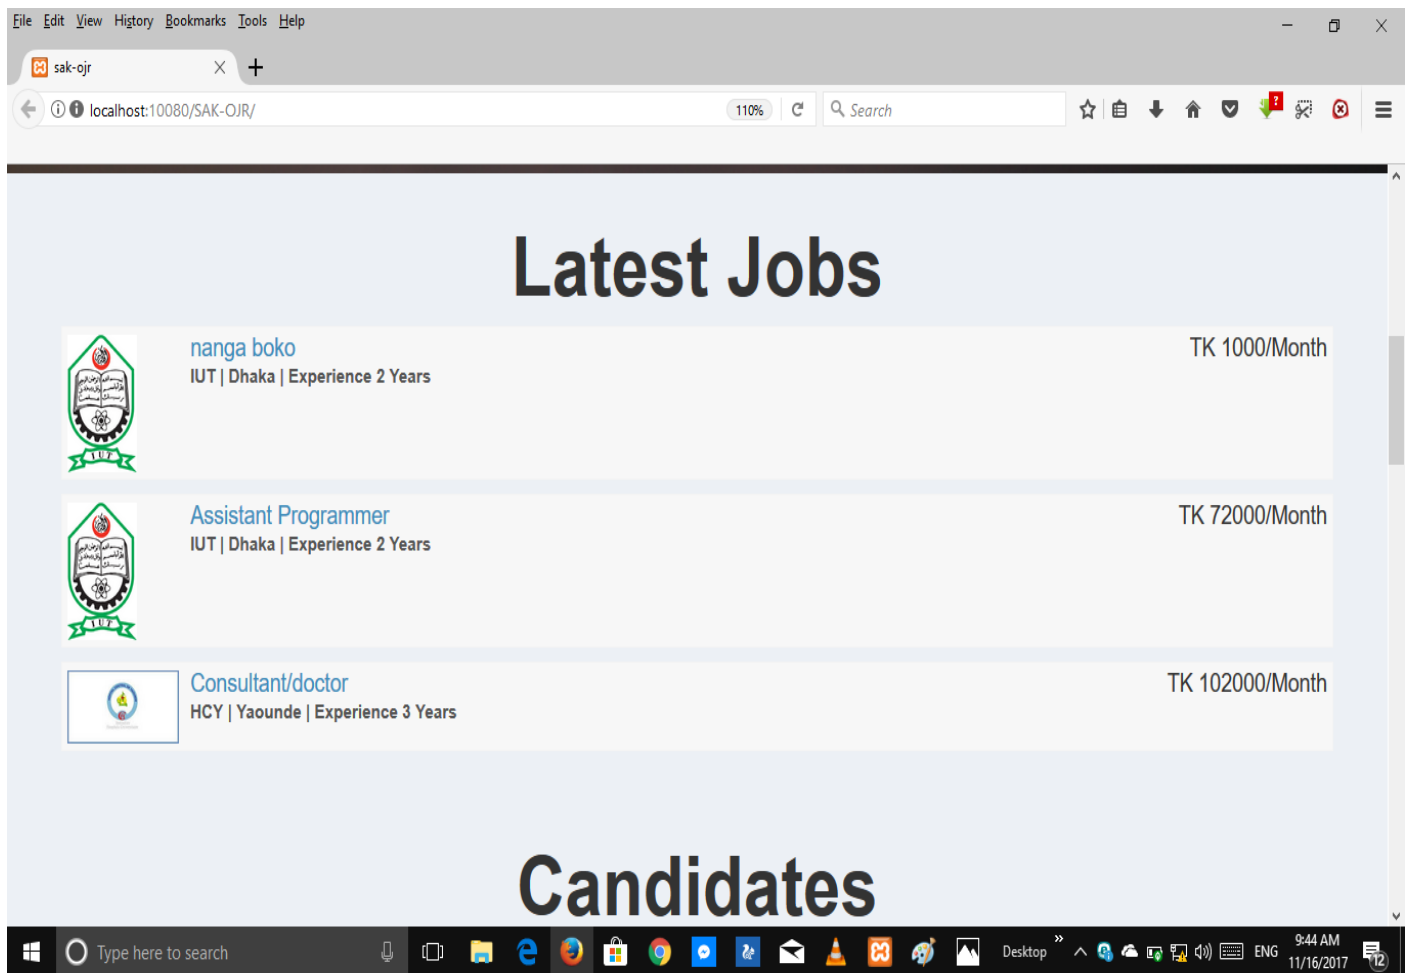 File Edit View History Bookmarks Tools Help
sak-ojr
localhost:10080/SAK-OJR/
110%
Search
?
Latest Jobs
nanga boko
TK 1000/Month
IUT | Dhaka | Experience 2 Years
IUT
Assistant Programmer
TK 72000/Month
IUT | Dhaka | Experience 2 Years
IUT
Consultant/doctor
TK 102000/Month
HCY | Yaounde | Experience 3 Years
Candidates
Type here to search
Desktop
ENG
9:44 AM
11/16/2017
12